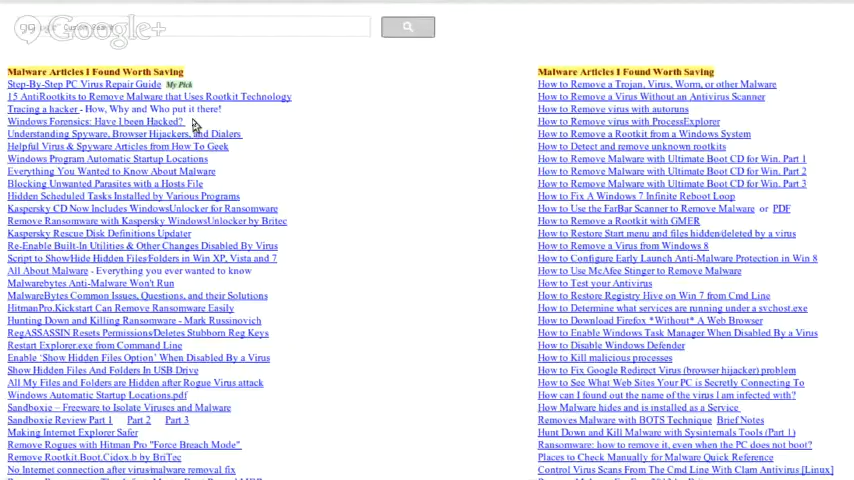 Google+
Malware Articles I Found Worth Saving
Step-By-Step PC Virus Repair Guide My Pick
15 AntiRootkits to Remove Malware that Uses Rootkit Technology
Tracing a hacker - How, Why and Who put it there!
Windows Forensics: Have I been Hacked?
Understanding Spyware, Browser Hijackers, and Dialers
Helpful Virus & Spyware Articles from How To Geek
Windows Program Automatic Startup Locations
Everything You Wanted to Know About Malware
Blocking Unwanted Parasites with a Hosts File
Hidden Scheduled Tasks Installed by Various Programs
Kaspersky CD Now Includes WindowsUnlocker for Ransomware
Remove Ransomware with Kaspersky WindowsUnlocker by Britec
Kaspersky Rescue Disk Definitions Updater
Re-Enable Built-In Utilities & Other Changes Disabled By Virus
Script to Show/Hide Hidden Files/Folders in Win XP, Vista and 7
All About Malware - Everything you ever wanted to know
Malwarebytes Anti-Malware Won't Run
MalwareBytes Common Issues, Questions, and their Solutions
HitmanPro.Kickstart Can Remove Ransomware Easily
Hunting Down and Killing Ransomware - Mark Russinovich
RegASSASSIN Resets Permissions/Deletes Stubborn Reg Keys
Restart Explorer.exe from Command Line
Enable ‘Show Hidden Files Option’ When Disabled By a Virus
Show Hidden Files And Folders In USB Drive
All My Files and Folders are Hidden after Rogue Virus attack
Windows Automatic Startup Locations.pdf
Sandboxie – Freeware to Isolate Viruses and Malware
Sandboxie Review Part 1 Part 2 Part 3
Making Internet Explorer Safer
Remove Rogues with Hitman Pro "Force Breach Mode"
Remove Rootkit.Boot.Cidox.b by BriTec
No Internet connection after virus/malware removal fix
Malware Articles I Found Worth Saving
How to Remove a Trojan, Virus, Worm, or other Malware
How to Remove a Virus Without an Antivirus Scanner
How to Remove virus with autoruns
How to Remove virus with ProcessExplorer
How to Remove a Rootkit from a Windows System
How to Detect and remove unknown rootkits
How to Remove Malware with Ultimate Boot CD for Win. Part 1
How to Remove Malware with Ultimate Boot CD for Win. Part 2
How to Remove Malware with Ultimate Boot CD for Win. Part 3
How to Fix A Windows 7 Infinite Reboot Loop
How to Use the FarBar Scanner to Remove Malware or PDF
How to Remove a Rootkit with GMER
How to Restore Start menu and files hidden/deleted by a virus
How to Remove a Virus from Windows 8
How to Configure Early Launch Anti-Malware Protection in Win 8
How to Use McAfee Stinger to Remove Malware
How to Test your Antivirus
How to Restore Registry Hive on Win 7 from Cmd Line
How to Determine what services are running under a svchost.exe
How to Download Firefox *Without* A Web Browser
How to Enable Windows Task Manager When Disabled By a Virus
How to Disable Windows Defender
How to Kill malicious processes
How to Fix Google Redirect Virus (browser hijacker) problem
How to See What Web Sites Your PC is Secretly Connecting To
How can I found out the name of the virus I am infected with?
How Malware hides and is installed as a Service
Removes Malware with BOTS Technique Brief Notes
Hunt Down and Kill Malware with Sysinternals Tools (Part 1)
Ransomware: how to remove it, even when the PC does not boot?
Places to Check Manually for Malware Quick Reference
Control Virus Scans From The Cmd Line With Clam Antivirus [Linux]